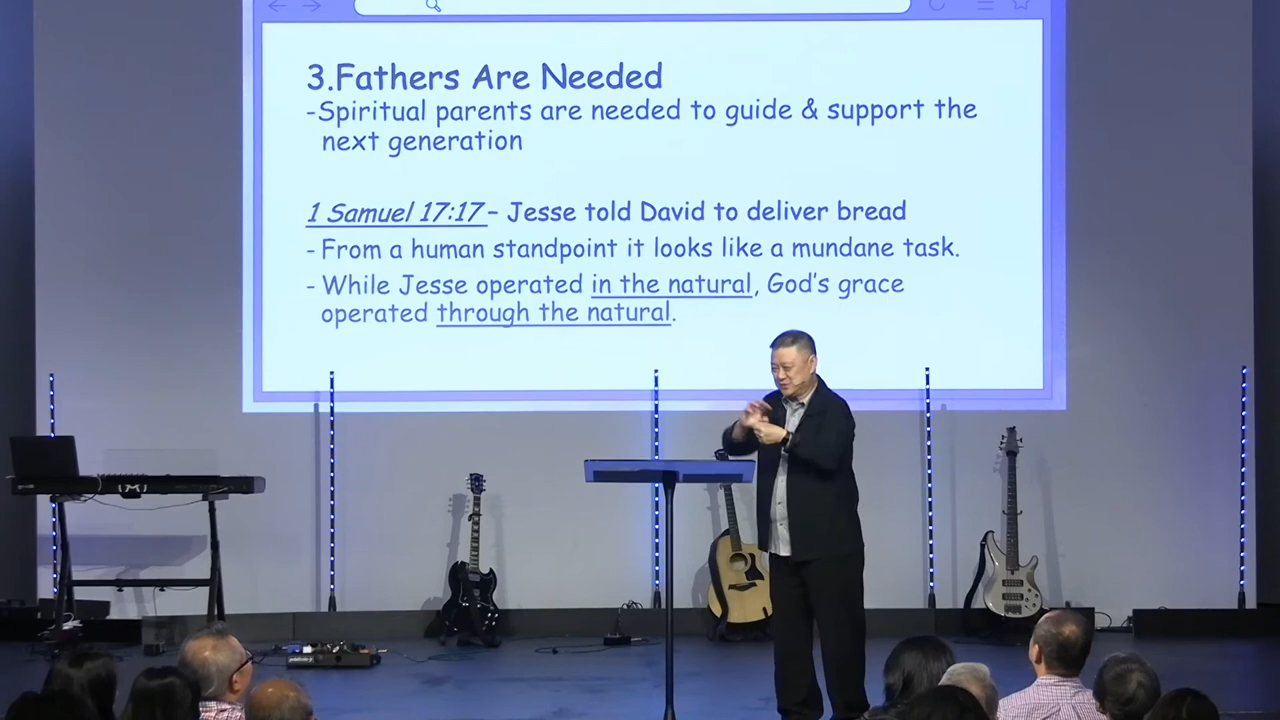 3.Fathers Are Needed
-Spiritual parents are needed to guide & support the
next generation
1 Samuel 17:17 – Jesse told David to deliver bread
- From a human standpoint it looks like a mundane task.
- While Jesse operated in the natural, God's grace
operated through the natural.